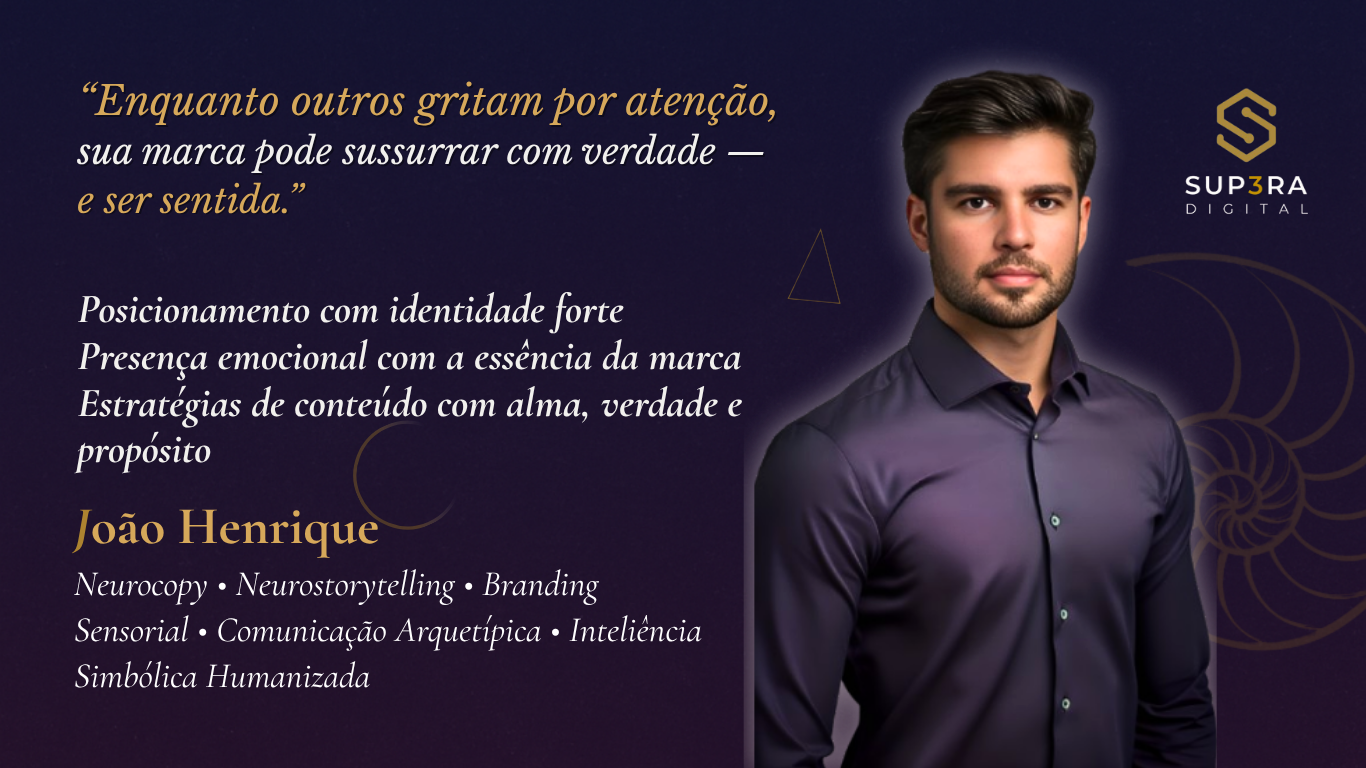 “Enquanto outros gritam por atenção,
sua marca pode sussurrar com verdade —
e ser sentida.”
SUP3RA
DIGITAL
Posicionamento com identidade forte
Presença emocional com a essência da marca
Estratégias de conteúdo com alma, verdade e
propósito
João Henrique
Neurocopy • Neurostorytelling • Branding
Sensorial • Comunicação Arquetípica • Inteliência
Simbólica Humanizada